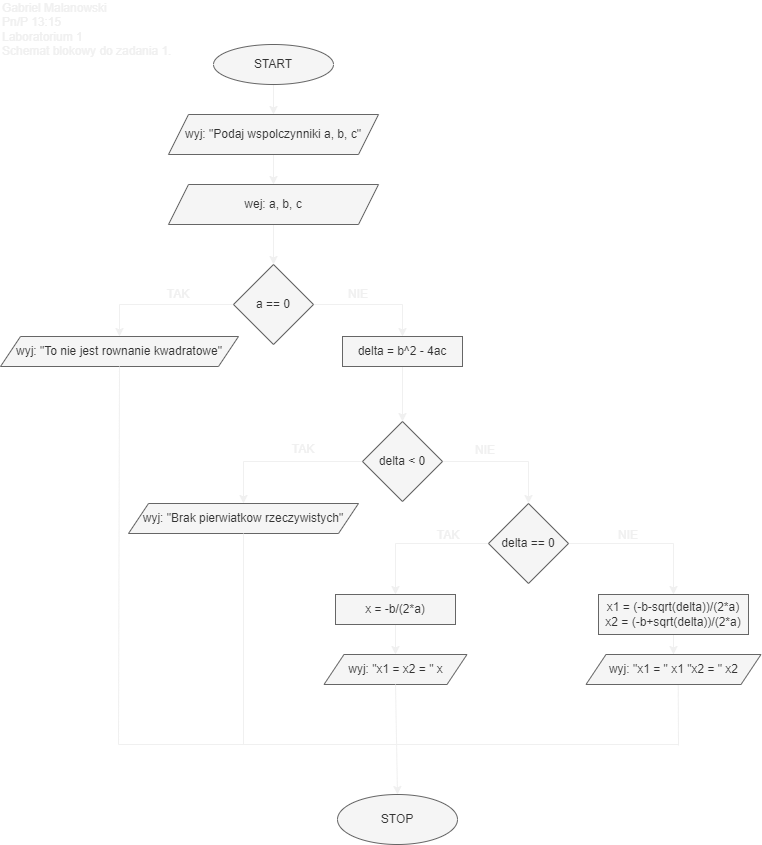 Gabriel Malanowski
Pn/P 13:15
Laboratorium 1
Schemat blokowy do zadania 1.
START
wyj: "Podaj wspolczynniki a, b, c"
wej: a, b, c
a == 0
TAK
NIE
wyj: "To nie jest rownanie kwadratowe"
delta = b^2 - 4ac
delta < 0
TAK
NIE
wyj: "Brak pierwiatkow rzeczywistych"
delta == 0
TAK
NIE
x = -b/(2*a)
x1 = (-b-sqrt(delta))/(2*a)
x2 = (-b+sqrt(delta))/(2*a)
wyj: "x1 = x2 = " x
wyj: "x1 = " x1 "x2 = " x2
STOP